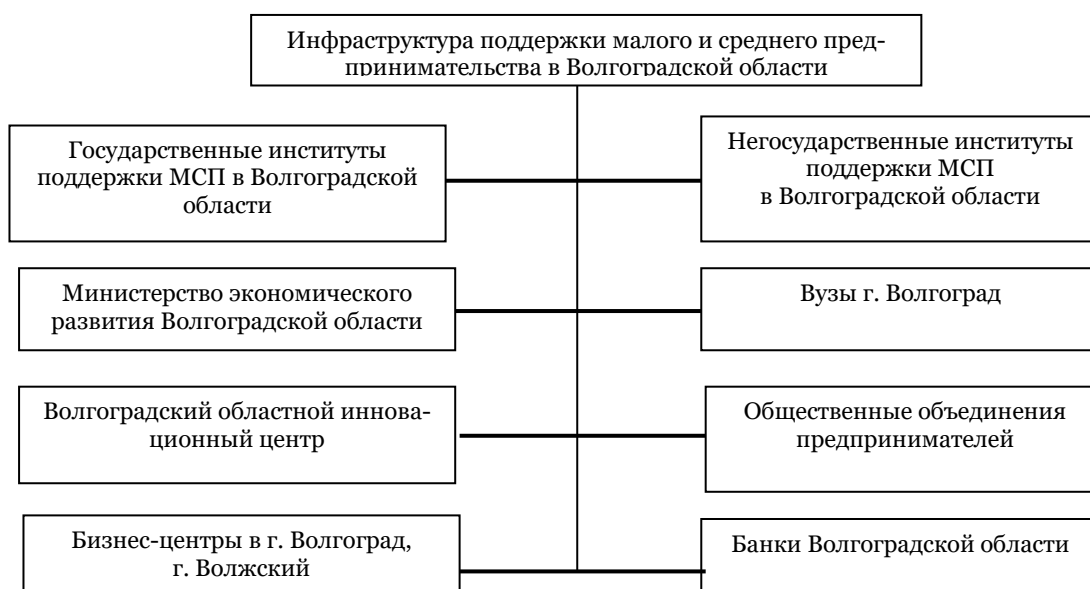 Инфраструктура поддержки малого и среднего пред-
принимательства в Волгоградской области
Государственные институты
поддержки МСП в Волгоградской
области
Негосударственные институты
поддержки МСП
в Волгоградской области
Министерство экономического
развития Волгоградской области
Вузы г. Волгоград
Волгоградский областной иннова-
ционный центр
Общественные объединения
предпринимателей
Бизнес-центры в г. Волгоград,
г. Волжский
Банки Волгоградской области